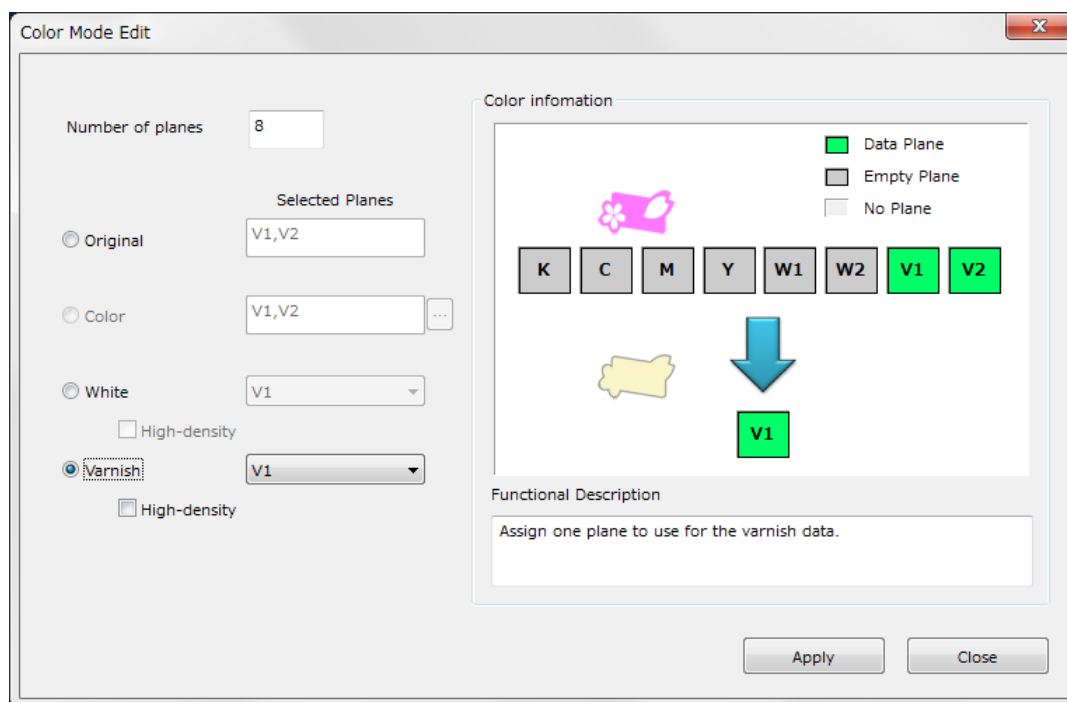 Color Mode Edit
Number of planes
8
Selected Planes
Original
V1,V2
Color
V1,V2
...
White
V1
High-density
Varnish
V1
High-density
Color infomation
Data Plane
Empty Plane
No Plane
K C M Y W1 W2 V1 V2
V1
Functional Description
Assign one plane to use for the varnish data.
Apply
Close